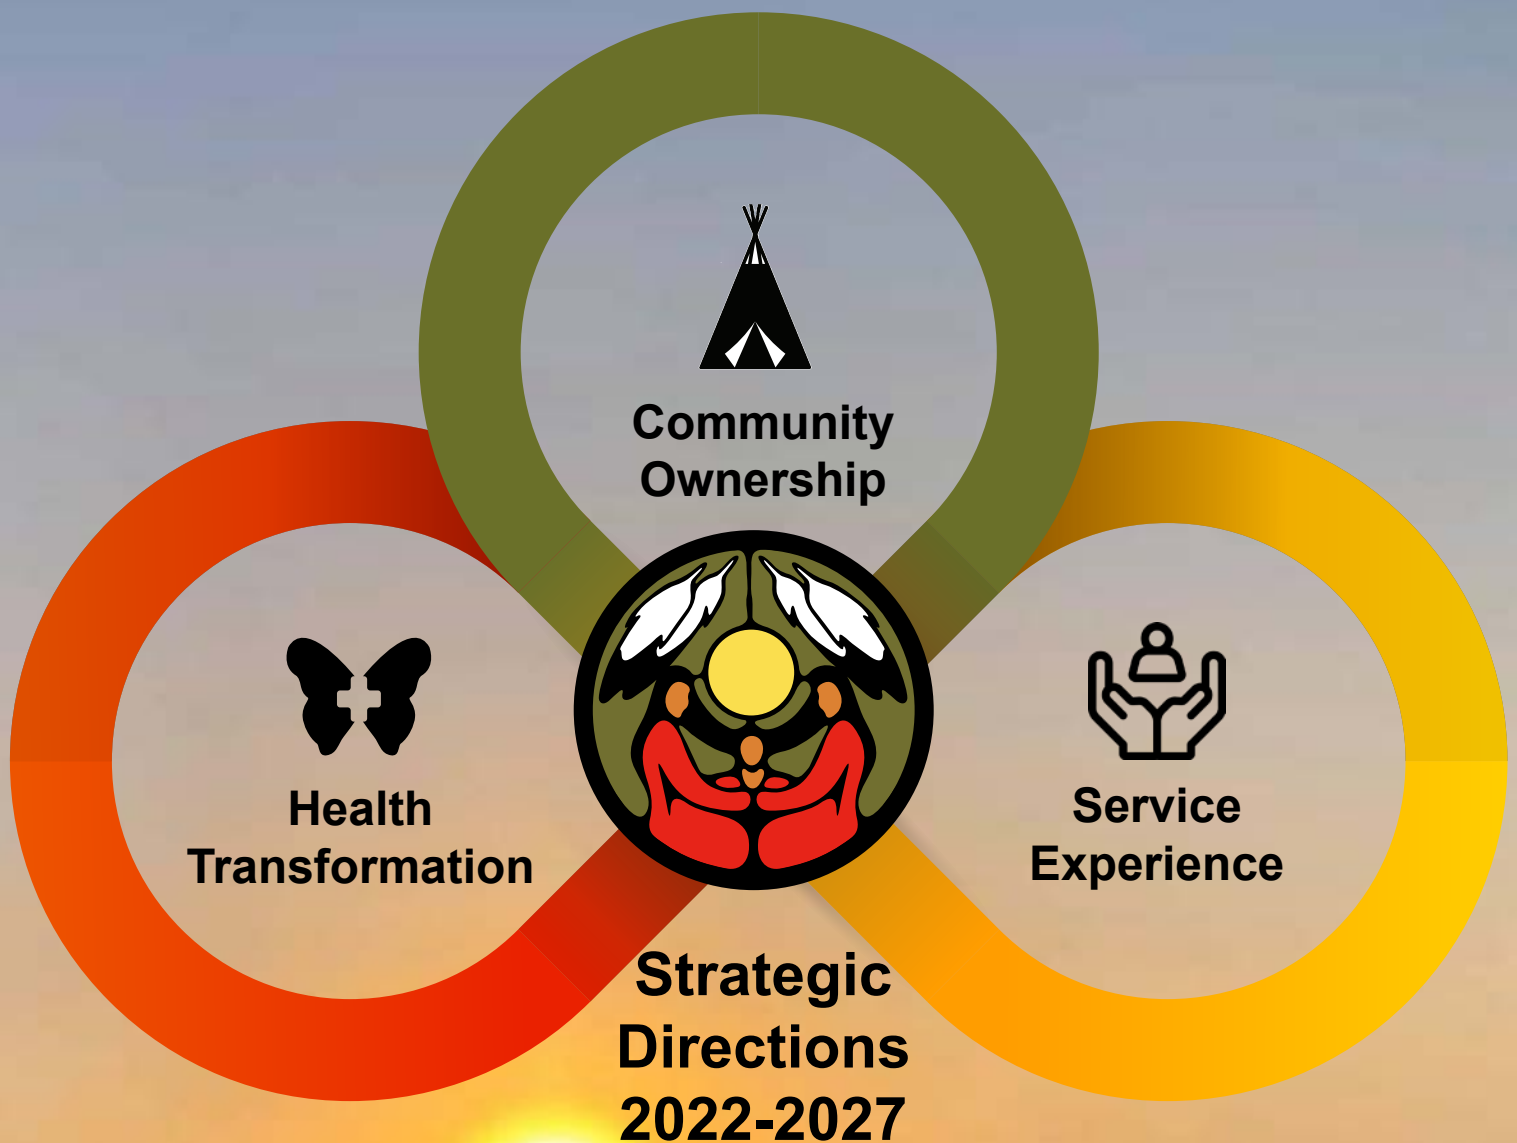 Community
Ownership
Health
Transformation
Service
Experience
Strategic
Directions
2022-2027